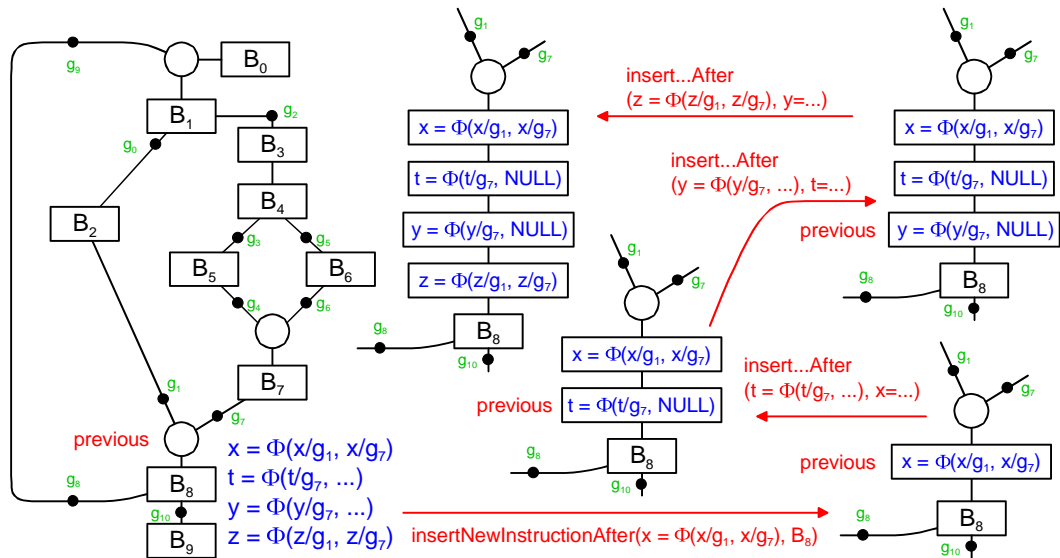 g₉
B₀
B₁
g₂
g₀
B₃
B₂
B₄
g₃
g₅
B₅
B₆
g₄
g₆
B₇
g₁
g₇
previous
B₈
g₈
g₁₀
B₉
x = Φ(x/g₁, x/g₇)
t = Φ(t/g₇, ...)
y = Φ(y/g₇, ...)
z = Φ(z/g₁, z/g₇)
insertNewInstructionAfter(x = Φ(x/g₁, x/g₇), B₈)
g₁
g₇
previous
x = Φ(x/g₁, x/g₇)
B₈
g₈
g₁₀
insert...After
(t = Φ(t/g₇, ...), x=...)
g₁
g₇
x = Φ(x/g₁, x/g₇)
previous
t = Φ(t/g₇, NULL)
B₈
g₈
g₁₀
insert...After
(y = Φ(y/g₇, ...), t=...)
g₁
g₇
x = Φ(x/g₁, x/g₇)
t = Φ(t/g₇, NULL)
previous
y = Φ(y/g₇, NULL)
B₈
g₈
g₁₀
insert...After
(z = Φ(z/g₁, z/g₇), y=...)
g₁
g₇
x = Φ(x/g₁, x/g₇)
t = Φ(t/g₇, NULL)
y = Φ(y/g₇, NULL)
z = Φ(z/g₁, z/g₇)
B₈
g₈
g₁₀